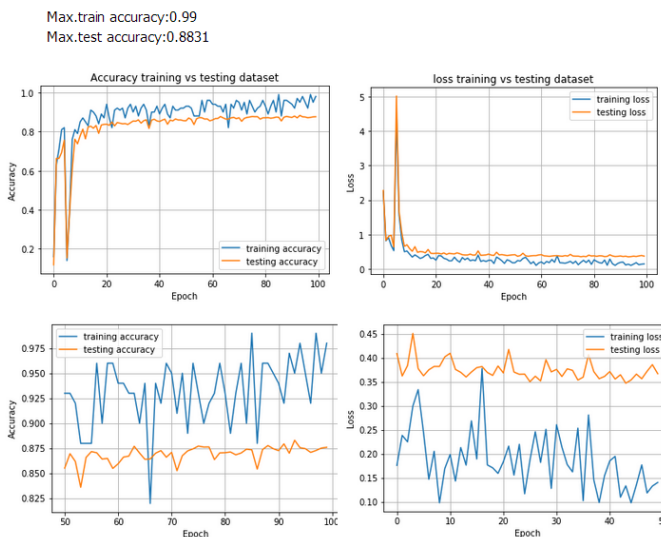 Max.train accuracy:0.99
Max.test accuracy:0.8831
Accuracy training vs testing dataset
1.0
0.8
0.6
0.4
0.2
Accuracy
training accuracy
testing accuracy
0 20 40 60 80 100
Epoch
loss training vs testing dataset
5
4
3
2
1
0
Loss
training loss
testing loss
0 20 40 60 80 100
Epoch
0.975
0.950
0.925
0.900
0.875
0.850
0.825
Accuracy
training accuracy
testing accuracy
50 60 70 80 90 100
Epoch
0.45
0.40
0.35
0.30
0.25
0.20
0.15
0.10
Loss
training loss
testing loss
0 10 20 30 40
Epoch